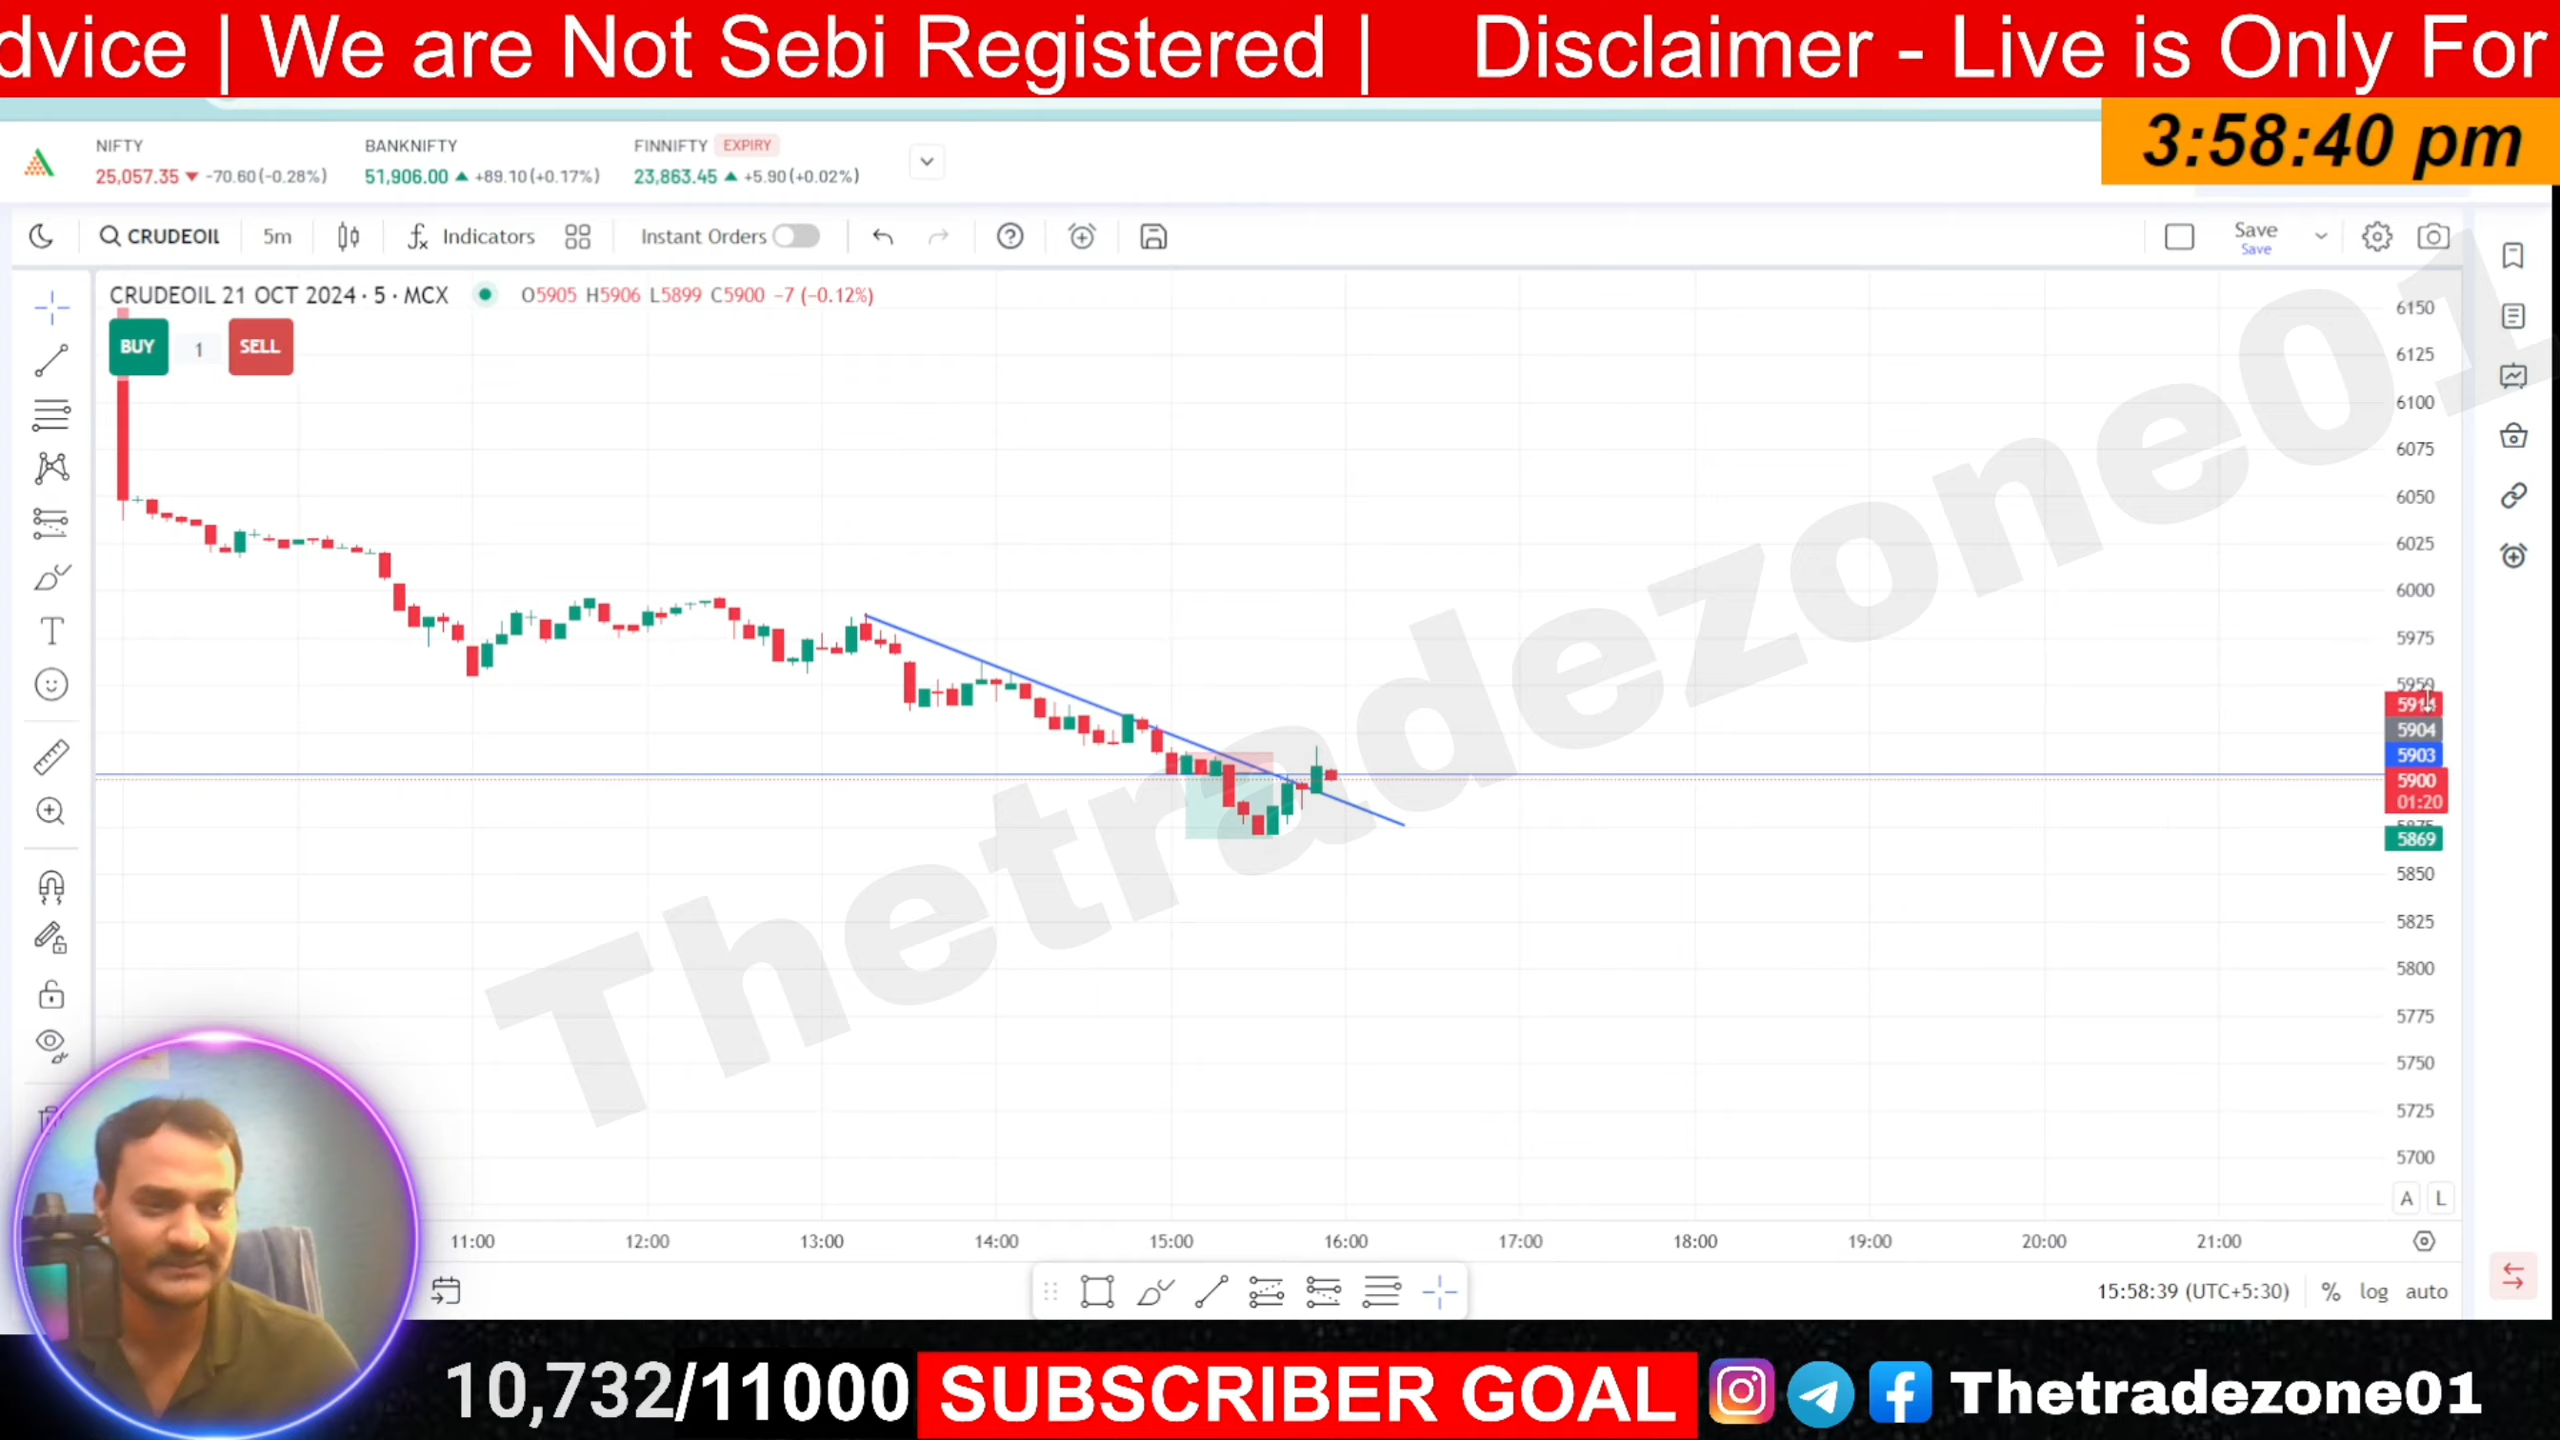 dvice | We are Not Sebi Registered | Disclaimer - Live is Only For
3:58:40 pm
NIFTY
25,057.35 ▼ -70.60 (-0.28%)
BANKNIFTY
51,906.00 ▲ +89.10 (+0.17%)
FINNIFTY EXPIRY
23,863.45 ▲ +5.90 (+0.02%)
CRUDEOIL 5m Indicators Instant Orders Save
Save
CRUDEOIL 21 OCT 2024 · 5 · MCX O5905 H5906 L5899 C5900 -7 (-0.12%)
BUY 1 SELL
6150
6125
6100
6075
6050
6025
6000
5975
5950
5914
5904
5903
5900
01:20
5869
5850
5825
5800
5775
5750
5725
5700
A L
Thetradezone01
11:00 12:00 13:00 14:00 15:00 16:00 17:00 18:00 19:00 20:00 21:00
15:58:39 (UTC+5:30) % log auto
10,732/11000 SUBSCRIBER GOAL Thetradezone01